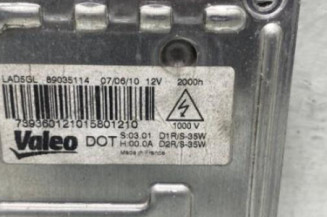 LAD5GL 89035114 07/06/10 12V 2000h
739360121015801210 1000 V
Valeo DOT S:03.01 D1R/S-35W
H:00.0A D2R/S-35W
Made in France